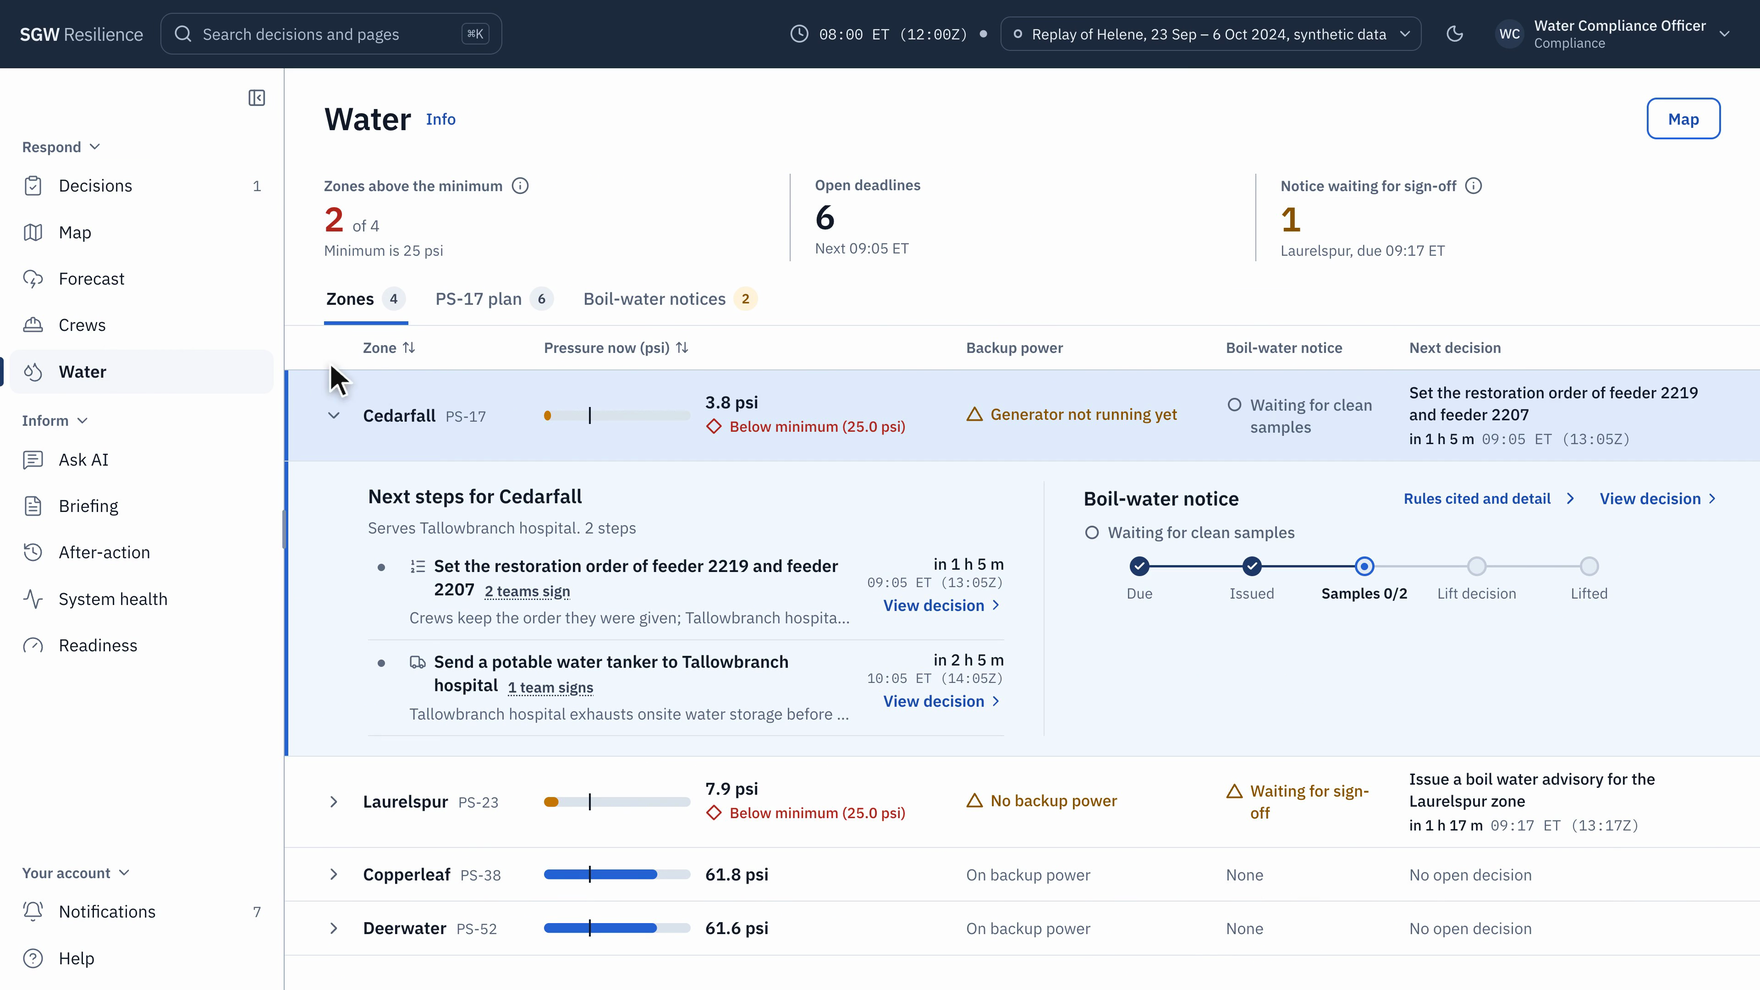 SGW Resilience
Search decisions and pages
⌘K
08:00 ET (12:00Z)
Replay of Helene, 23 Sep – 6 Oct 2024, synthetic data
WC
Water Compliance Officer
Compliance
Respond
Decisions 1
Map
Forecast
Crews
Water
Inform
Ask AI
Briefing
After-action
System health
Readiness
Your account
Notifications 7
Help
Water Info
Map
Zones above the minimum
2 of 4
Minimum is 25 psi
Open deadlines
6
Next 09:05 ET
Notice waiting for sign-off
1
Laurelspur, due 09:17 ET
Zones 4
PS-17 plan 6
Boil-water notices 2
Zone
Pressure now (psi)
Backup power
Boil-water notice
Next decision
Cedarfall PS-17
3.8 psi
Below minimum (25.0 psi)
Generator not running yet
Waiting for clean
samples
Set the restoration order of feeder 2219
and feeder 2207
in 1 h 5 m 09:05 ET (13:05Z)
Next steps for Cedarfall
Serves Tallowbranch hospital. 2 steps
Set the restoration order of feeder 2219 and feeder
2207 2 teams sign
Crews keep the order they were given; Tallowbranch hospita...
in 1 h 5 m
09:05 ET (13:05Z)
View decision
Send a potable water tanker to Tallowbranch
hospital 1 team signs
Tallowbranch hospital exhausts onsite water storage before ...
in 2 h 5 m
10:05 ET (14:05Z)
View decision
Boil-water notice
Rules cited and detail
View decision
Waiting for clean samples
Due
Issued
Samples 0/2
Lift decision
Lifted
Laurelspur PS-23
7.9 psi
Below minimum (25.0 psi)
No backup power
Waiting for sign-
off
Issue a boil water advisory for the
Laurelspur zone
in 1 h 17 m 09:17 ET (13:17Z)
Copperleaf PS-38
61.8 psi
On backup power
None
No open decision
Deerwater PS-52
61.6 psi
On backup power
None
No open decision